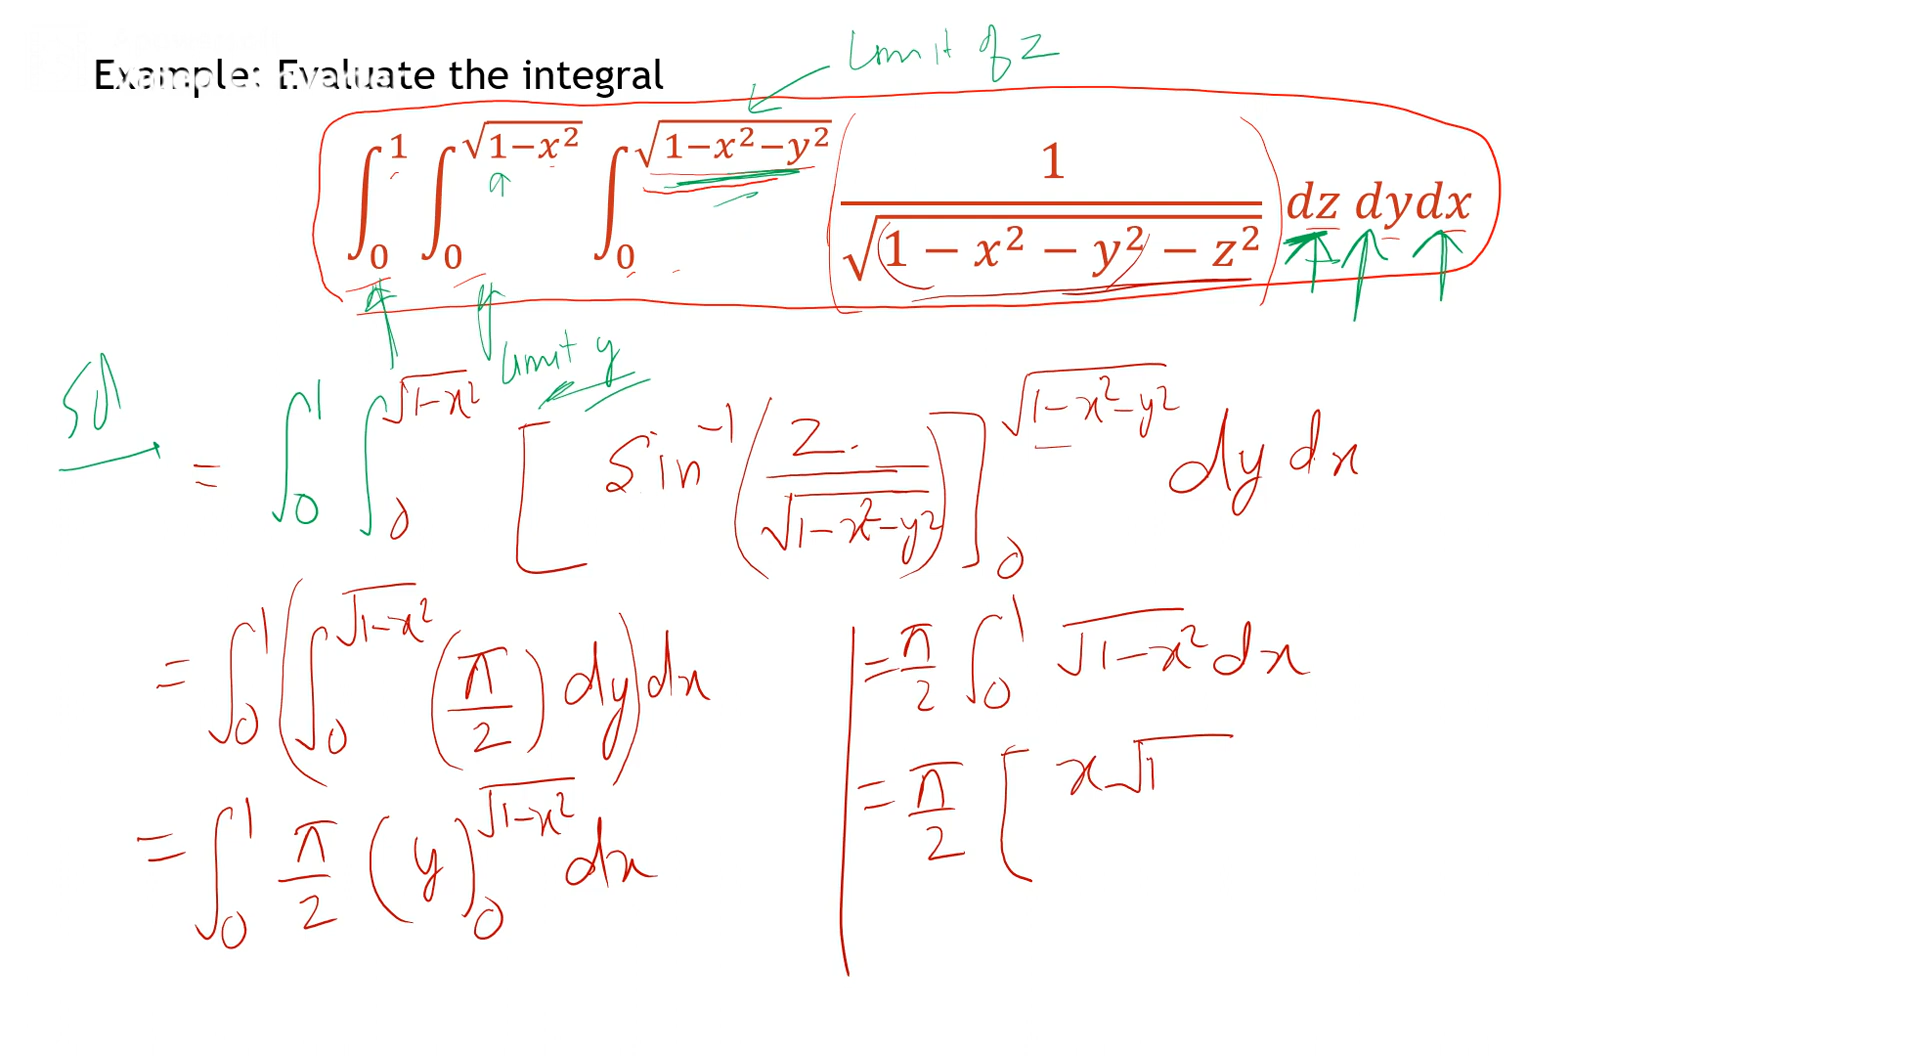 limit of z
Example: Evaluate the integral
∫₀¹ ∫₀^√(1−x²) ∫₀^√(1−x²−y²) 1/√(1 − x² − y² − z²) dz dydx
limit y
Sol
= ∫₀¹ ∫₀^√(1−x²) [ Sin⁻¹ ( z/√(1−x²−y²) ) ]₀^√(1−x²−y²) dy dx
= ∫₀¹ ( ∫₀^√(1−x²) (π/2) dy ) dx
= ∫₀¹ π/2 (y)₀^√(1−x²) dx
= π/2 ∫₀¹ √(1−x²) dx
= π/2 [ x√1